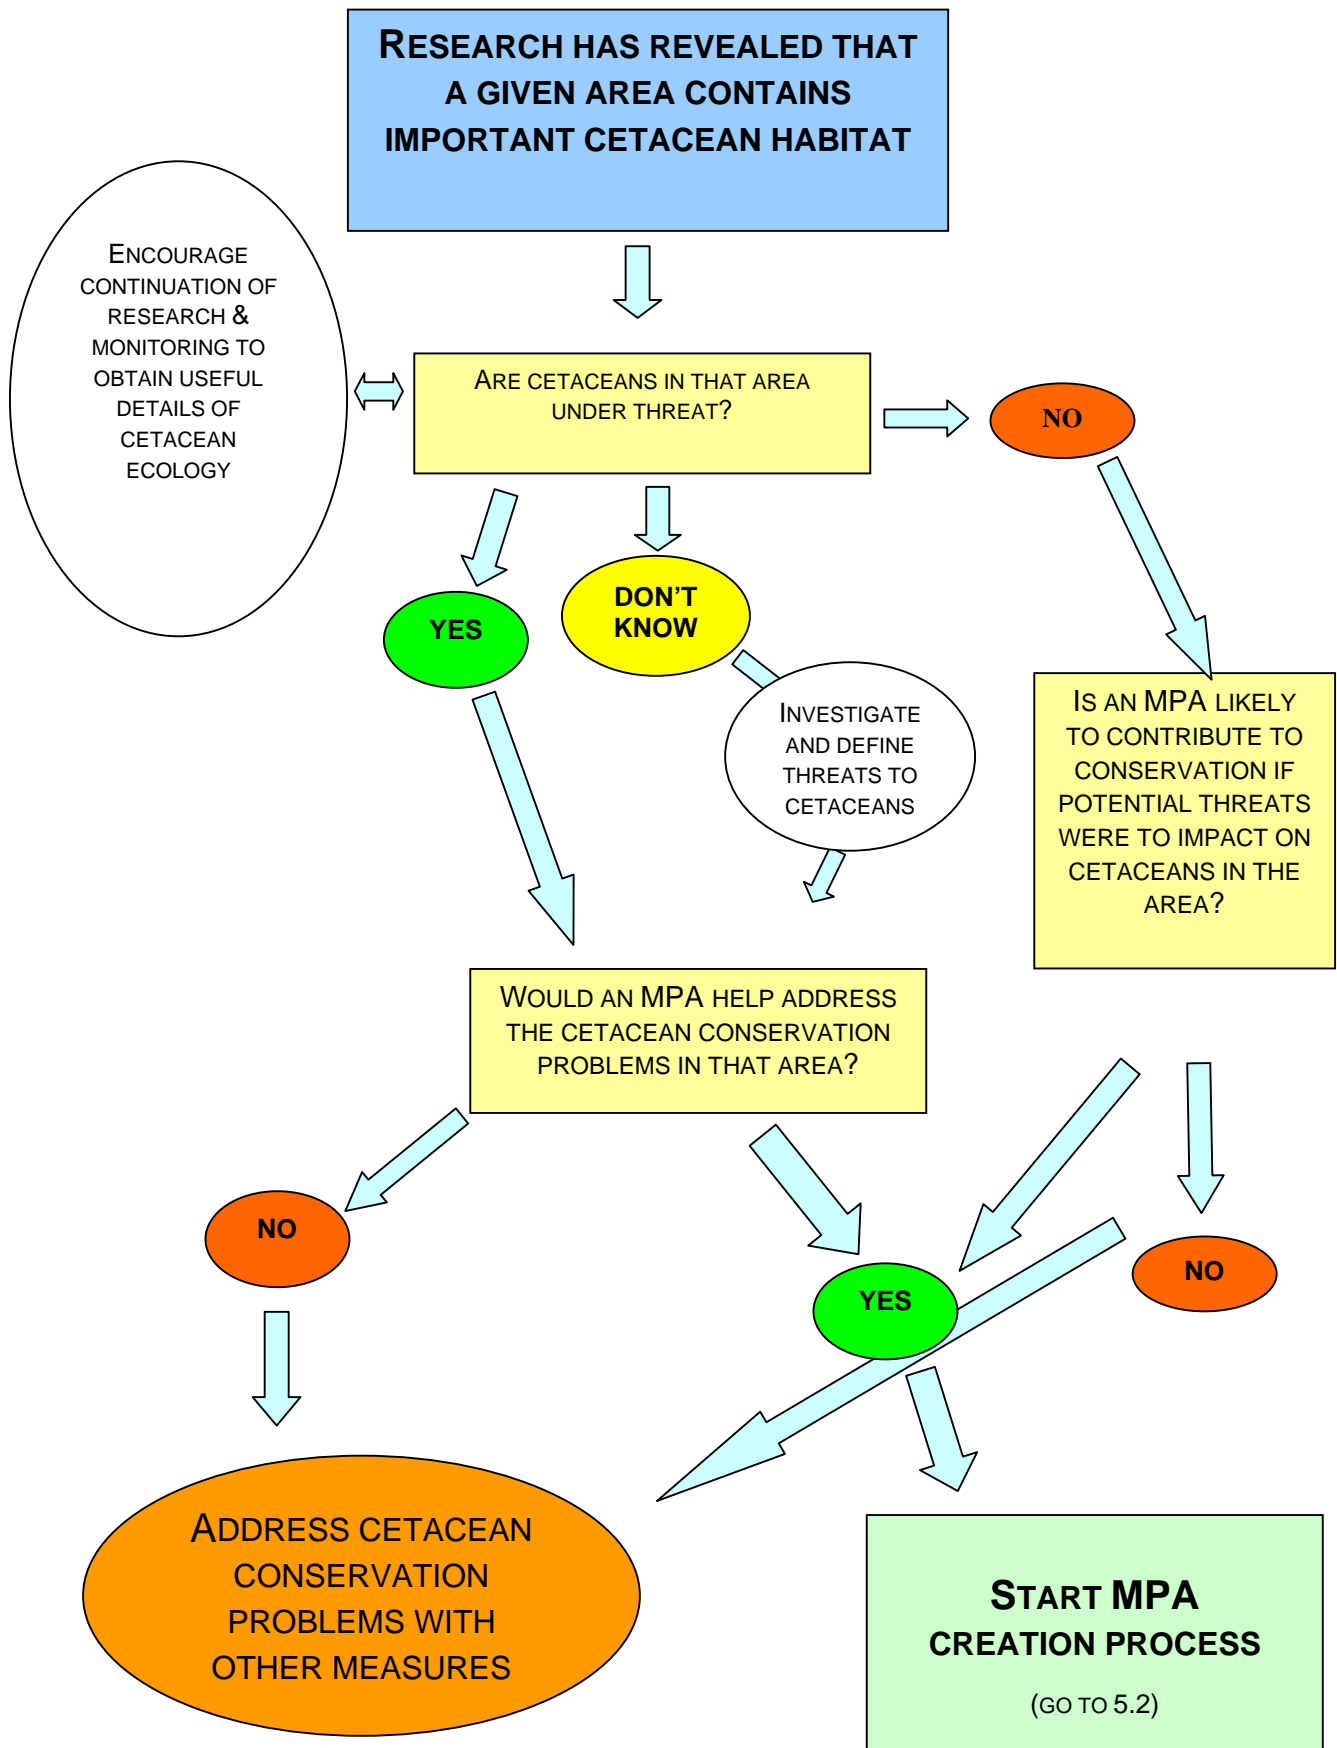 RESEARCH HAS REVEALED THAT
A GIVEN AREA CONTAINS
IMPORTANT CETACEAN HABITAT
ENCOURAGE
CONTINUATION OF
RESEARCH &
MONITORING TO
OBTAIN USEFUL
DETAILS OF
CETACEAN
ECOLOGY
ARE CETACEANS IN THAT AREA
UNDER THREAT?
NO
YES
DON'T
KNOW
INVESTIGATE
AND DEFINE
THREATS TO
CETACEANS
IS AN MPA LIKELY
TO CONTRIBUTE TO
CONSERVATION IF
POTENTIAL THREATS
WERE TO IMPACT ON
CETACEANS IN THE
AREA?
WOULD AN MPA HELP ADDRESS
THE CETACEAN CONSERVATION
PROBLEMS IN THAT AREA?
NO
YES
NO
ADDRESS CETACEAN
CONSERVATION
PROBLEMS WITH
OTHER MEASURES
START MPA
CREATION PROCESS
(GO TO 5.2)